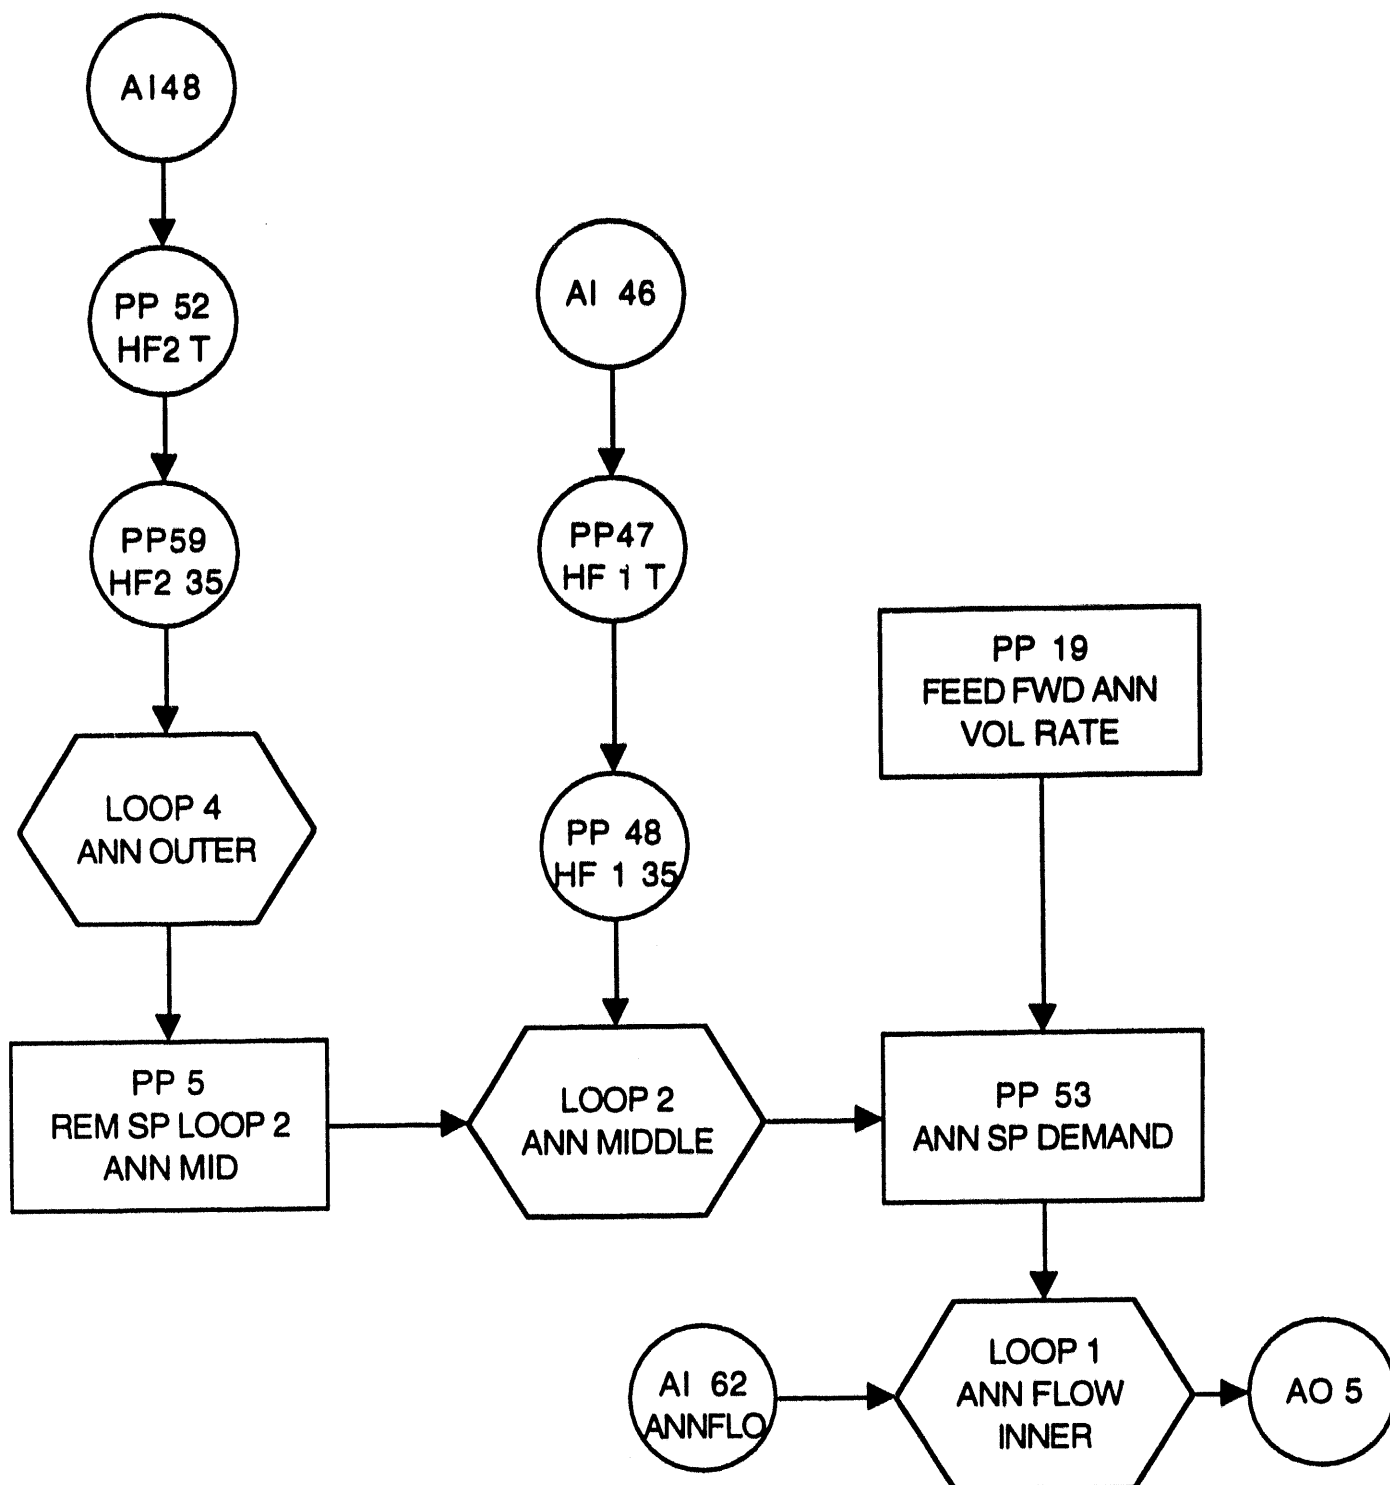 AI48
PP 52
HF2 T
PP59
HF2 35
LOOP 4
ANN OUTER
PP 5
REM SP LOOP 2
ANN MID
AI 46
PP47
HF 1 T
PP 48
HF 1 35
LOOP 2
ANN MIDDLE
PP 19
FEED FWD ANN
VOL RATE
PP 53
ANN SP DEMAND
AI 62
ANNFLO
LOOP 1
ANN FLOW
INNER
AO 5